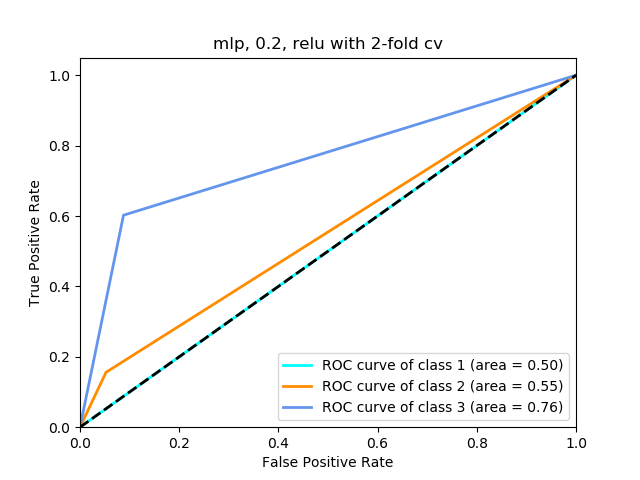 mlp, 0.2, relu with 2-fold cv
1.0
0.8
0.6
0.4
0.2
0.0
True Positive Rate
ROC curve of class 1 (area = 0.50)
ROC curve of class 2 (area = 0.55)
ROC curve of class 3 (area = 0.76)
0.0 0.2 0.4 0.6 0.8 1.0
False Positive Rate